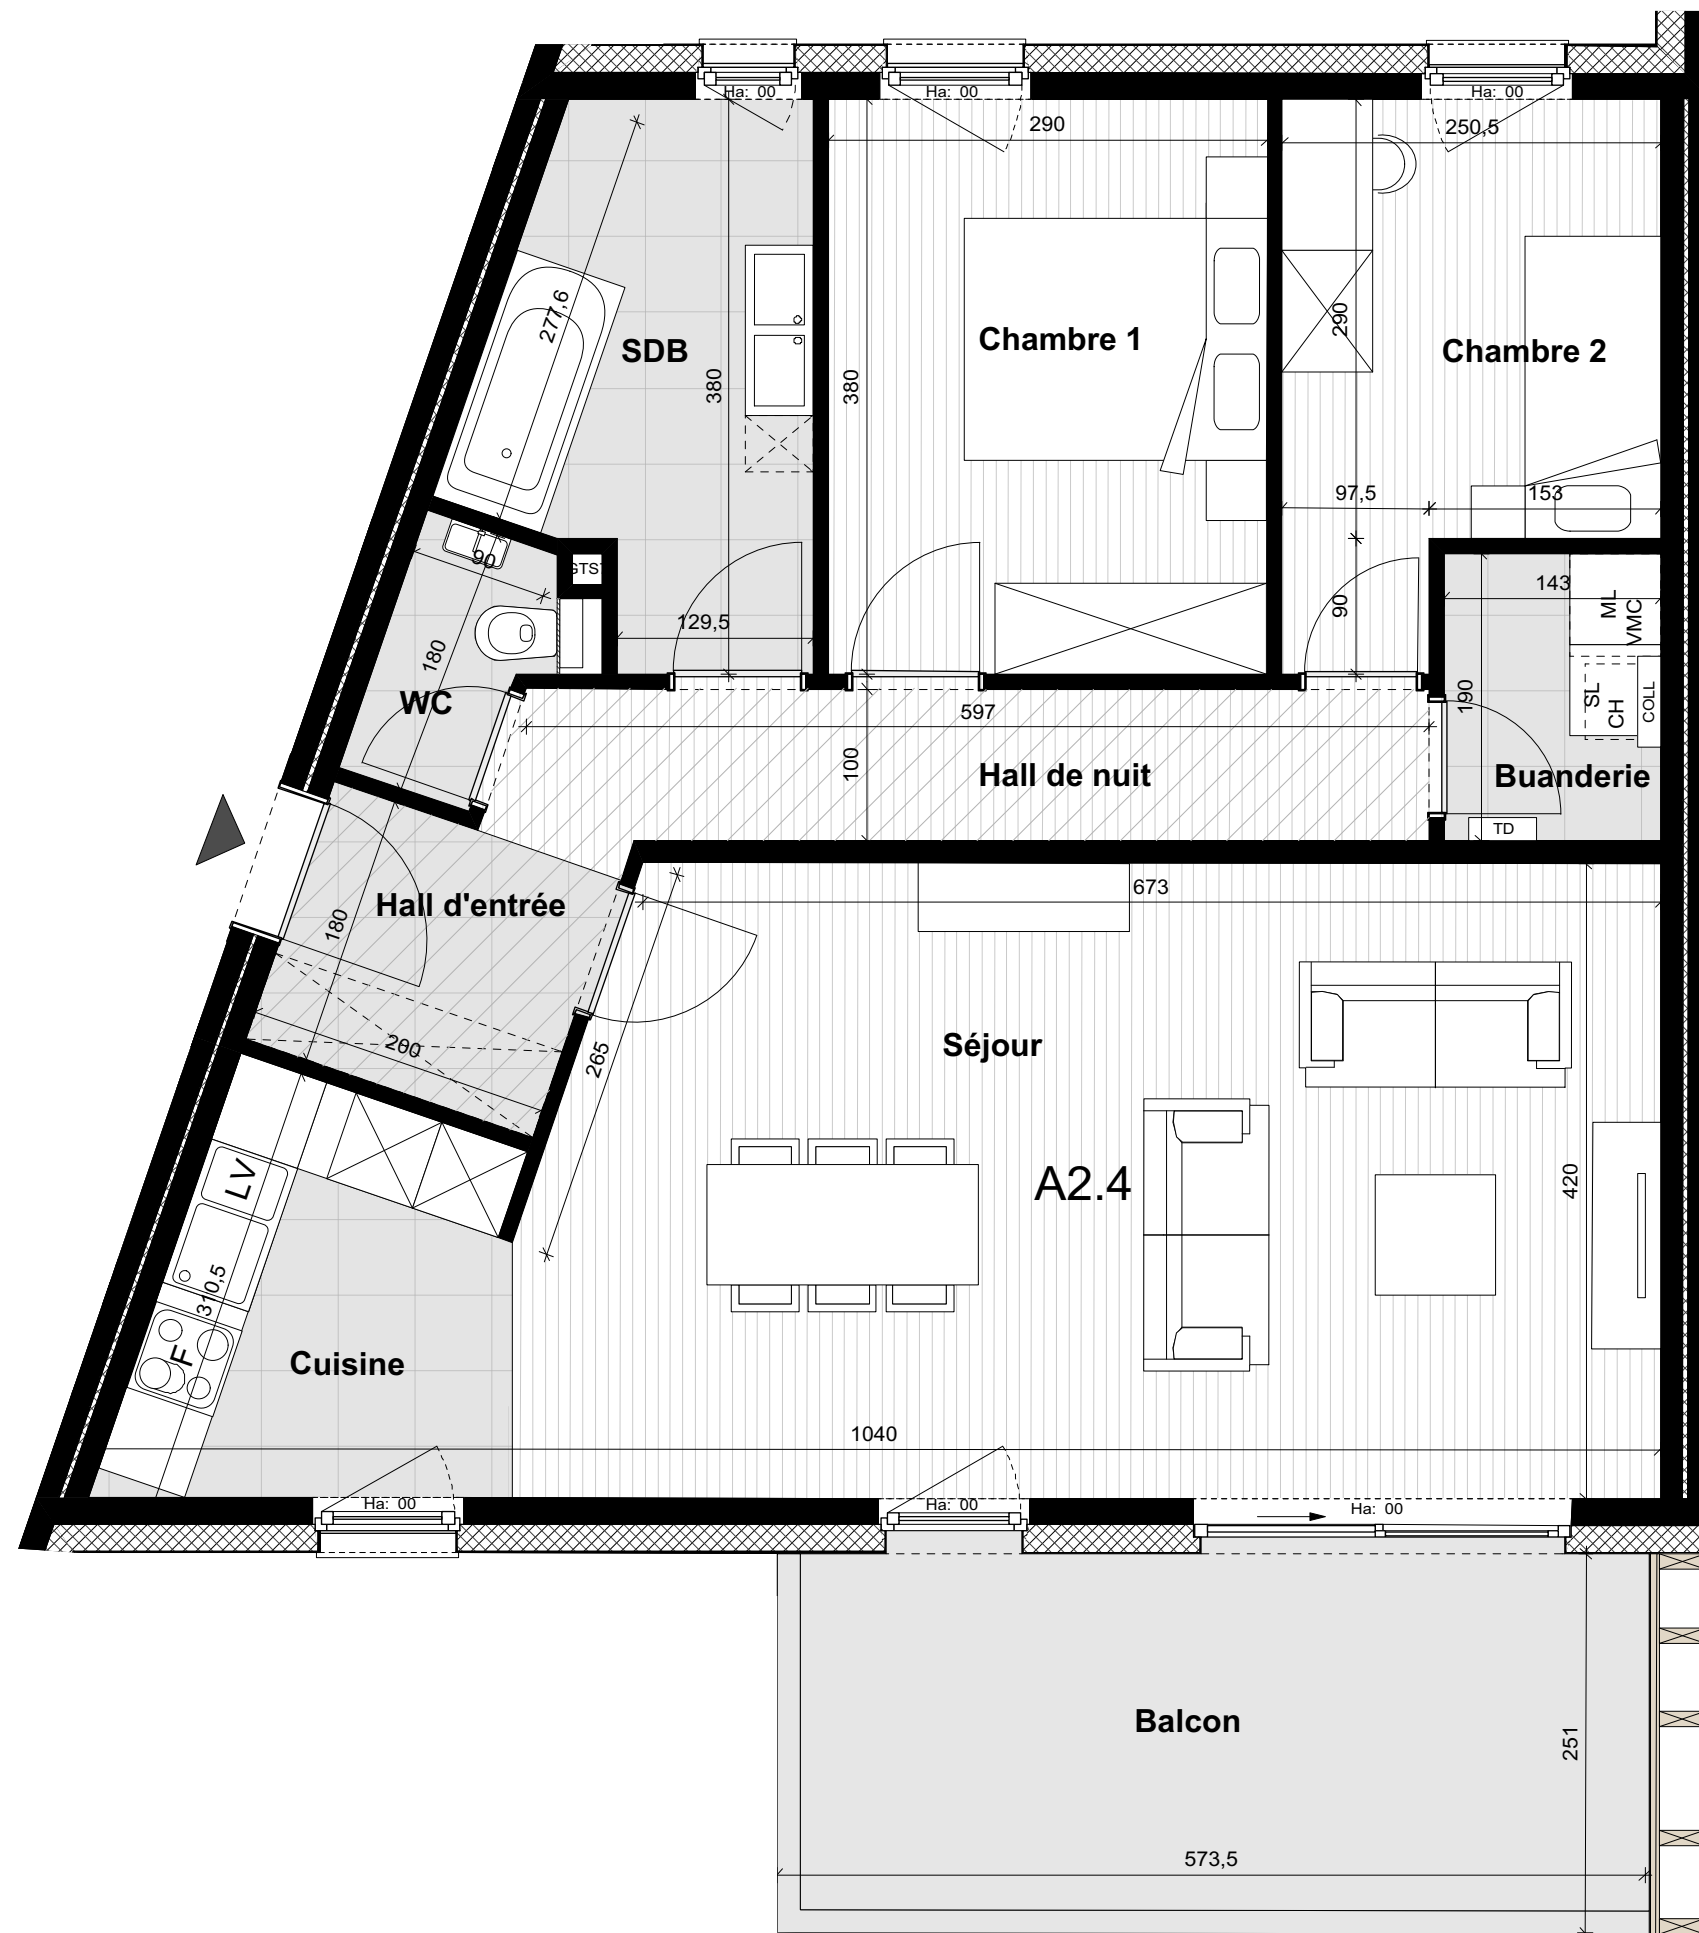 Ha: 00
Ha: 00
Ha: 00
290
250,5
277,6
SDB
380
380
Chambre 1
290
Chambre 2
97,5
153
90
GTS
143
ML
VMC
90
129,5
180
WC
190
SL
CH
COLL
597
100
Hall de nuit
Buanderie
TD
673
Hall d'entrée
180
200
265
Séjour
LV
A2.4
420
310,5
F
Cuisine
1040
Ha: 00
Ha: 00
Ha: 00
Balcon
251
573,5